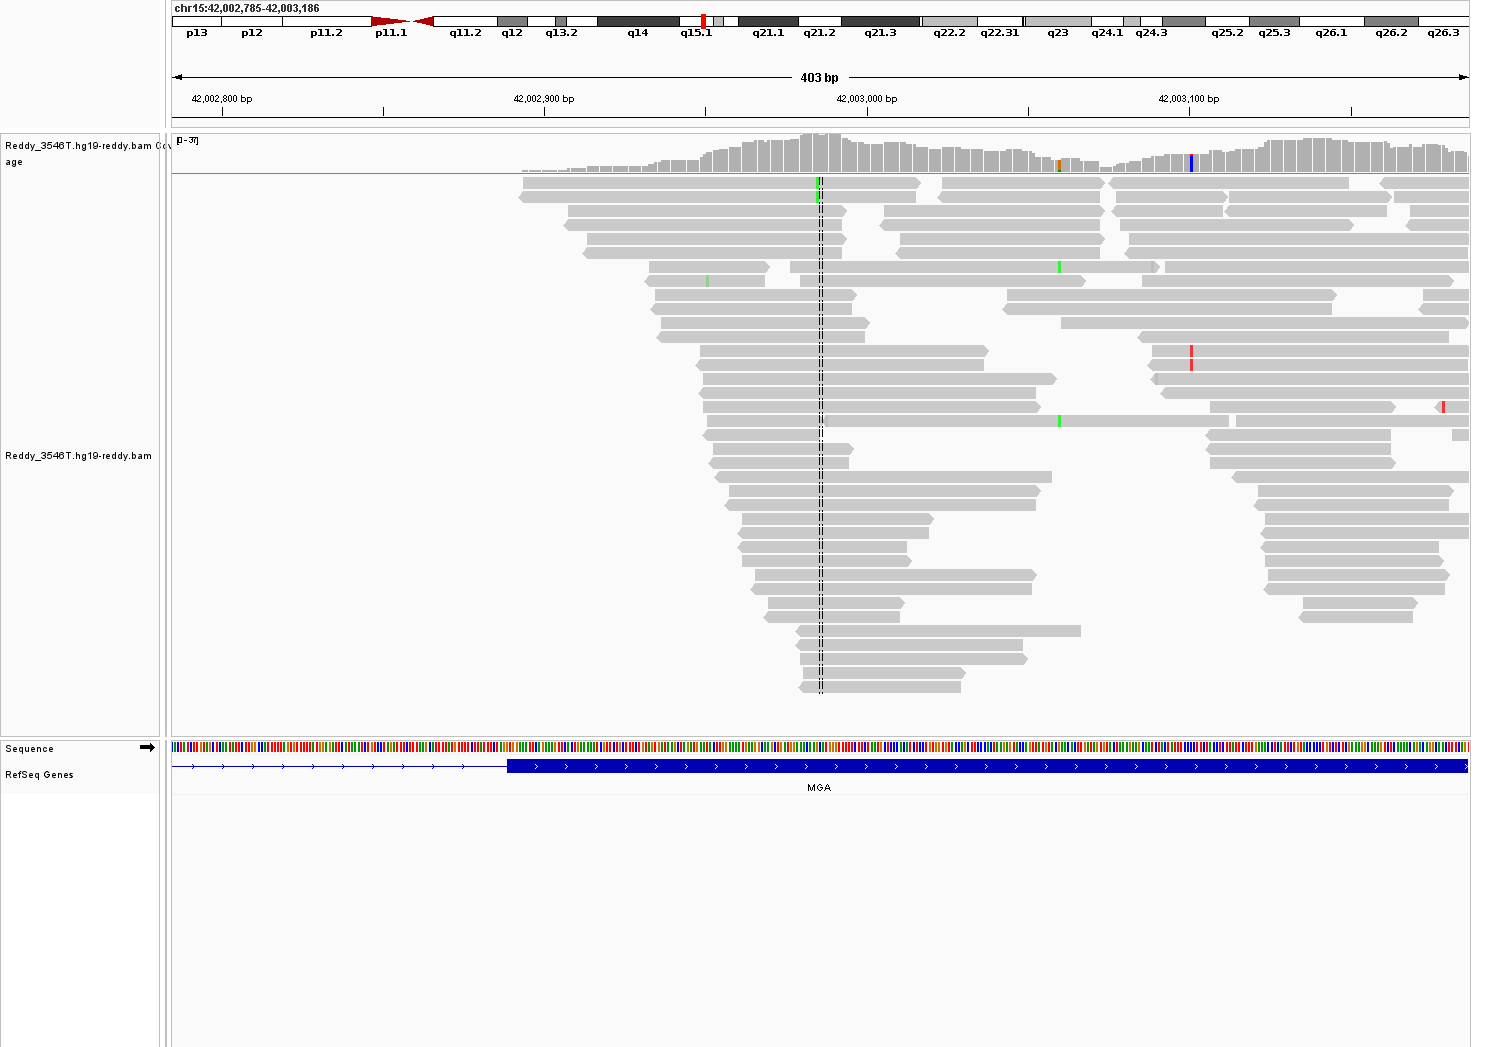 chr15:42,002,785-42,003,186
p13 p12 p11.2 p11.1 q11.2 q12 q13.2 q14 q15.1 q21.1 q21.2 q21.3 q22.2 q22.31 q23 q24.1 q24.3 q25.2 q25.3 q26.1 q26.2 q26.3
403 bp
42,002,800 bp 42,002,900 bp 42,003,000 bp 42,003,100 bp
[0 - 37]
Reddy_3546T.hg19-reddy.bam Cov
age
Reddy_3546T.hg19-reddy.bam
Sequence
RefSeq Genes
MGA